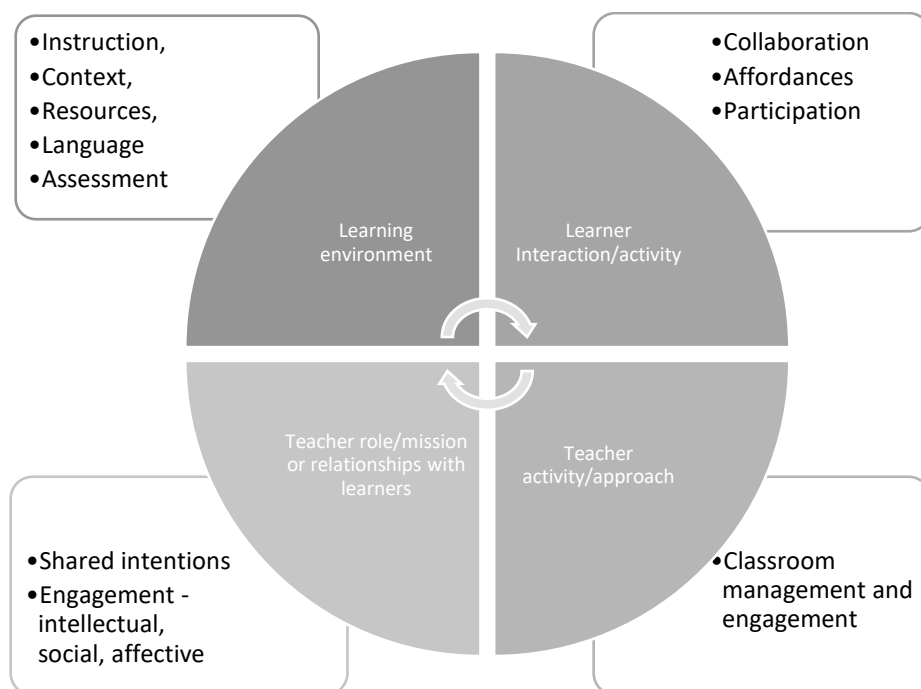 •Instruction,
•Context,
•Resources,
•Language
•Assessment
•Collaboration
•Affordances
•Participation
Learning
environment
Learner
Interaction/activity
Teacher role/mission
or relationships with
learners
Teacher
activity/approach
•Shared intentions
•Engagement -
intellectual,
social, affective
•Classroom
management and
engagement